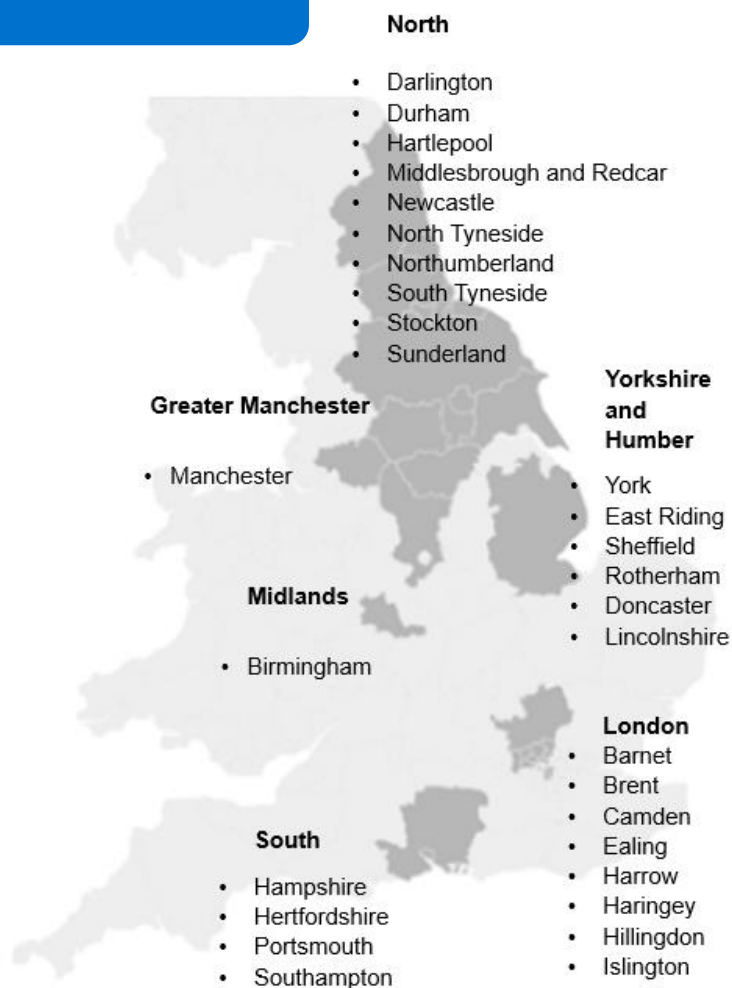 North
• Darlington
• Durham
• Hartlepool
• Middlesbrough and Redcar
• Newcastle
• North Tyneside
• Northumberland
• South Tyneside
• Stockton
• Sunderland
Greater Manchester
• Manchester
Yorkshire
and
Humber
• York
• East Riding
• Sheffield
• Rotherham
• Doncaster
• Lincolnshire
Midlands
• Birmingham
London
• Barnet
• Brent
• Camden
• Ealing
• Harrow
• Haringey
• Hillingdon
• Islington
South
• Hampshire
• Hertfordshire
• Portsmouth
• Southampton